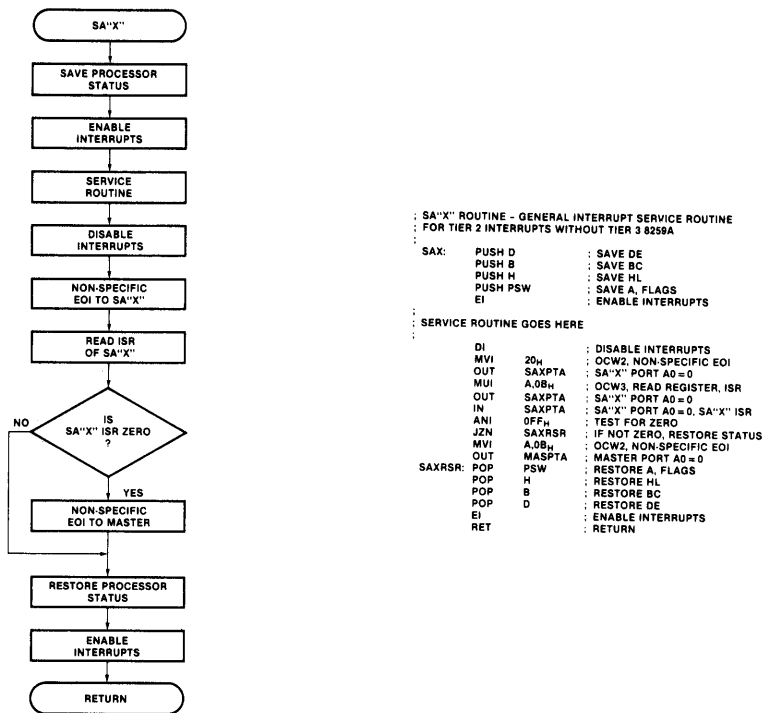 SA“X”
SAVE PROCESSOR
STATUS
ENABLE
INTERRUPTS
SERVICE
ROUTINE
DISABLE
INTERRUPTS
NON-SPECIFIC
EOI TO SA“X”
READ ISR
OF SA“X”
NO
IS
SA“X” ISR ZERO
?
YES
NON-SPECIFIC
EOI TO MASTER
RESTORE PROCESSOR
STATUS
ENABLE
INTERRUPTS
RETURN
; SA“X” ROUTINE – GENERAL INTERRUPT SERVICE ROUTINE
; FOR TIER 2 INTERRUPTS WITHOUT TIER 3 8259A
;
SAX: PUSH D ; SAVE DE
PUSH B ; SAVE BC
PUSH H ; SAVE HL
PUSH PSW ; SAVE A, FLAGS
EI ; ENABLE INTERRUPTS
;
; SERVICE ROUTINE GOES HERE
;
DI ; DISABLE INTERRUPTS
MVI 20H ; OCW2, NON-SPECIFIC EOI
OUT SAXPTA ; SA“X” PORT A0 = 0
MUI A,0BH ; OCW3, READ REGISTER, ISR
OUT SAXPTA ; SA“X” PORT A0 = 0
IN SAXPTA ; SA“X” PORT A0 = 0, SA“X” ISR
ANI 0FFH ; TEST FOR ZERO
JZN SAXRSR ; IF NOT ZERO, RESTORE STATUS
MVI A,0BH ; OCW2, NON-SPECIFIC EOI
OUT MASPTA ; MASTER PORT A0 = 0
SAXRSR: POP PSW ; RESTORE A, FLAGS
POP H ; RESTORE HL
POP B ; RESTORE BC
POP D ; RESTORE DE
EI ; ENABLE INTERRUPTS
RET ; RETURN